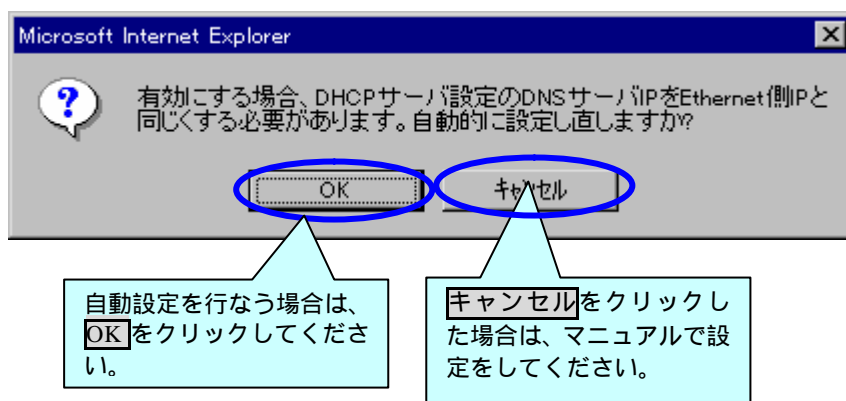 Microsoft Internet Explorer
有効にする場合、DHCPサーバ設定のDNSサーバIPをEthernet側IPと
同じくする必要があります。自動的に設定し直しますか?
OK
キャンセル
自動設定を行なう場合は、
OK をクリックしてくださ
い。
キャンセルをクリックし
た場合は、マニュアルで設
定をしてください。